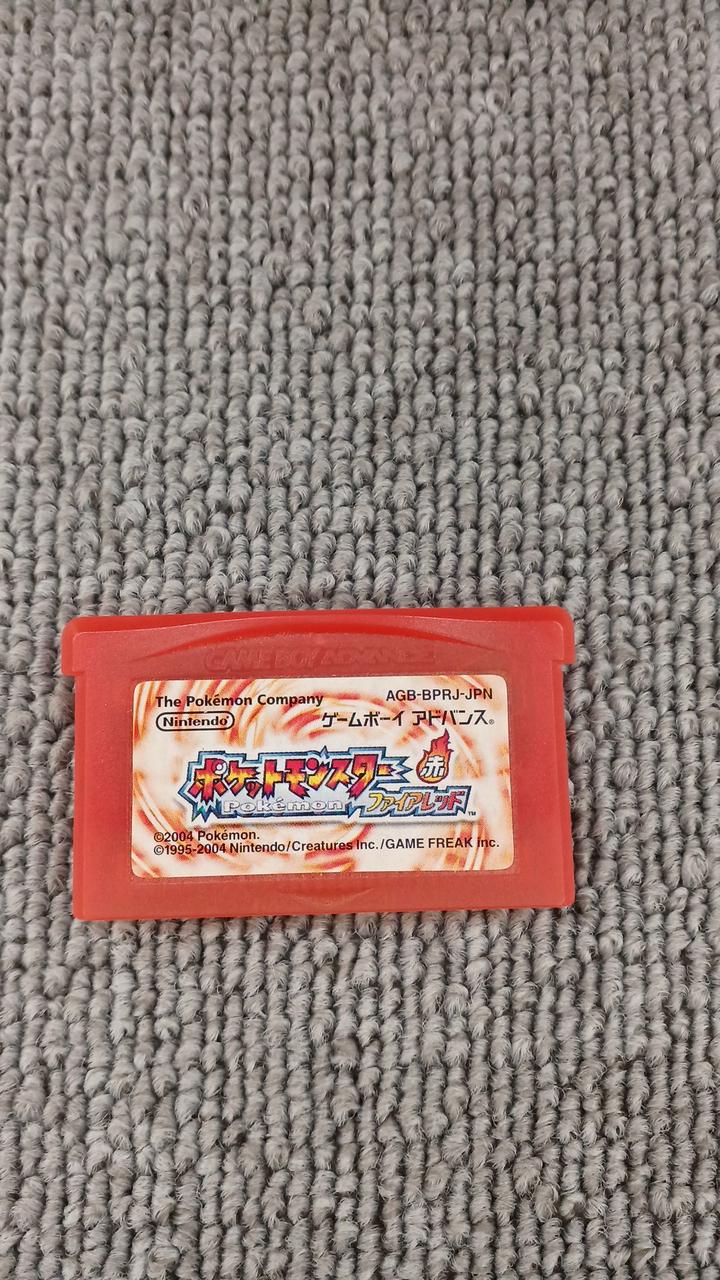 GAME BOY ADVANCE
The Pokémon Company
AGB-BPRJ-JPN
Nintendo
ゲームボーイ アドバンス®
ポケットモンスター
赤
Pokémon
ファイアレッド™
©2004 Pokémon.
©1995-2004 Nintendo/Creatures Inc./GAME FREAK inc.